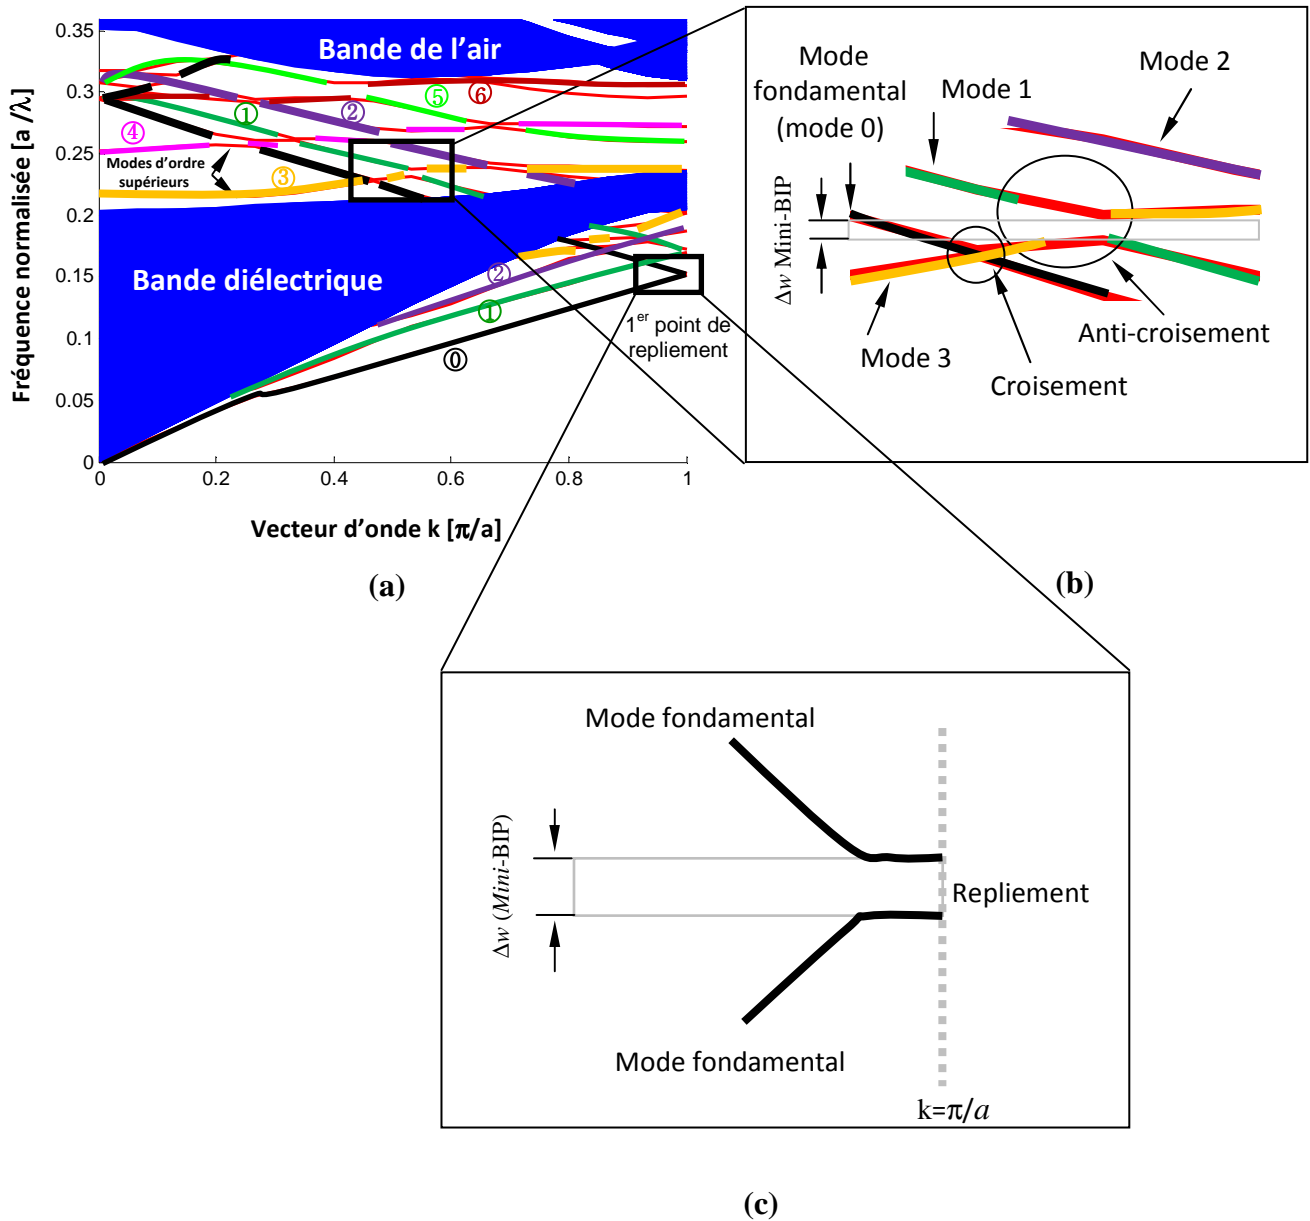 Fréquence normalisée [a /λ]
0.35
0.3
0.25
0.2
0.15
0.1
0.05
0
Bande de l'air
⑤
⑥
①
②
④
Modes d'ordre
supérieurs
③
Bande diélectrique
②
①
⓪
1er point de
repliement
0
0.2
0.4
0.6
0.8
1
Vecteur d'onde k [π/a]
(a)
Mode
fondamental
(mode 0)
Mode 1
Mode 2
Δw Mini-BIP
Mode 3
Croisement
Anti-croisement
(b)
Mode fondamental
Δw (Mini-BIP)
Repliement
Mode fondamental
k=π/a
(c)